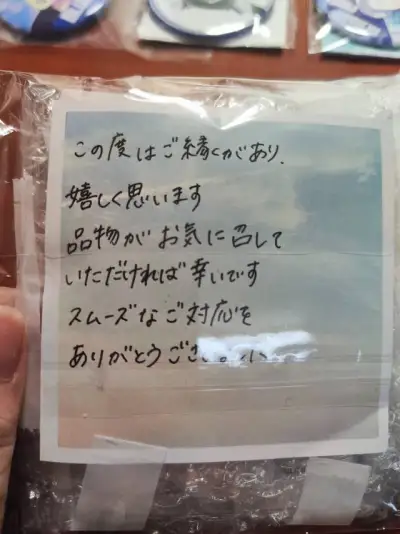 この度はご縁があり、
嬉しく思います
品物がお気に召して
いただければ幸いです
スムーズなご対応を
ありがとうござ